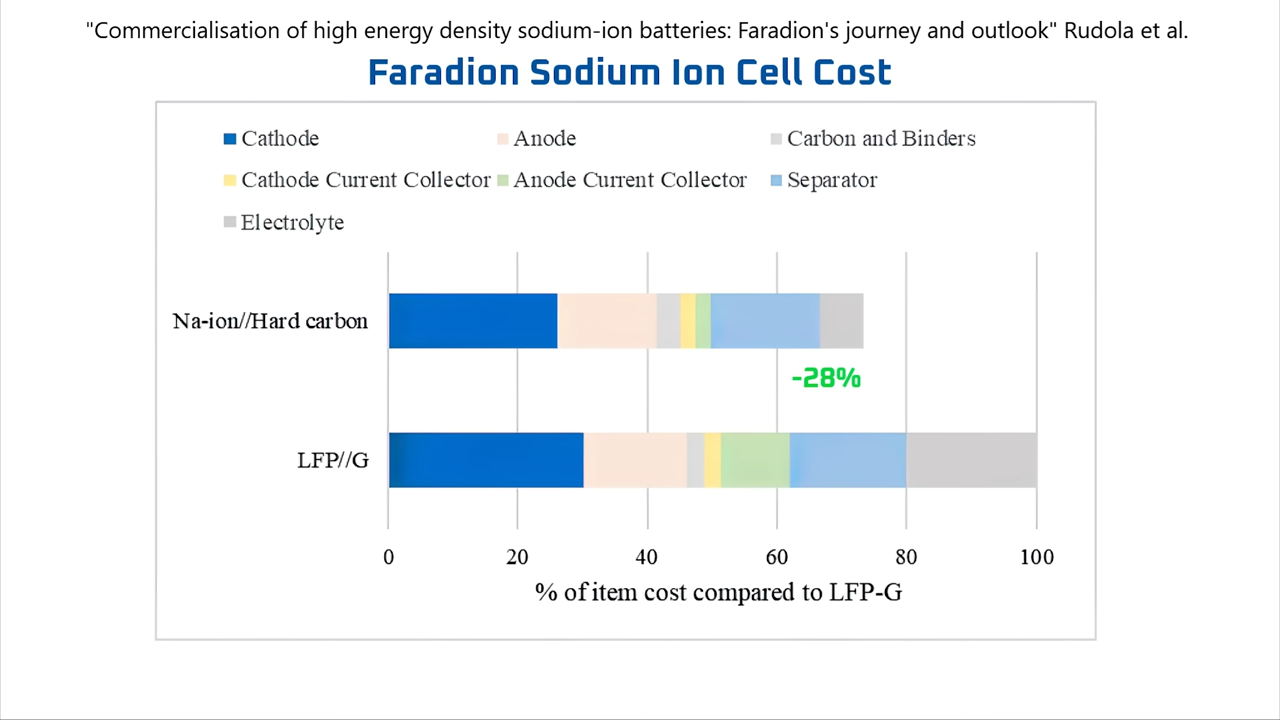 "Commercialisation of high energy density sodium-ion batteries: Faradion's journey and outlook" Rudola et al.
Faradion Sodium Ion Cell Cost
Cathode Anode Carbon and Binders
Cathode Current Collector Anode Current Collector Separator
Electrolyte
Na-ion//Hard carbon
-28%
LFP//G
0 20 40 60 80 100
% of item cost compared to LFP-G